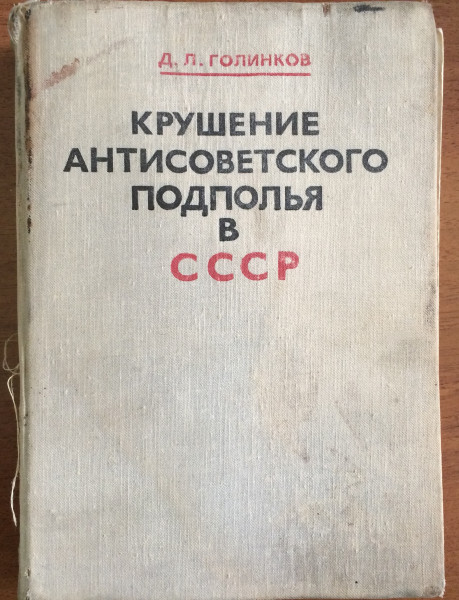 Д. Л. ГОЛИНКОВ
КРУШЕНИЕ
АНТИСОВЕТСКОГО
ПОДПОЛЬЯ
В
СССР